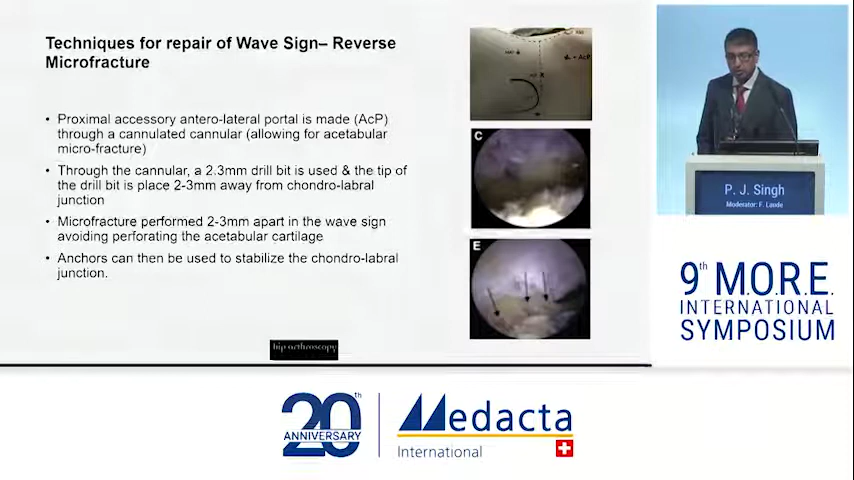 Techniques for repair of Wave Sign– Reverse
Microfracture
• Proximal accessory antero-lateral portal is made (AcP)
through a cannulated cannular (allowing for acetabular
micro-fracture)
• Through the cannular, a 2.3mm drill bit is used & the tip of
the drill bit is place 2-3mm away from chondro-labral
junction
• Microfracture performed 2-3mm apart in the wave sign
avoiding perforating the acetabular cartilage
• Anchors can then be used to stabilize the chondro-labral
junction.
C
E
hip arthroscopy
P. J. Singh
Moderator: F. Laude
9th M.O.R.E.
INTERNATIONAL
SYMPOSIUM
20th
ANNIVERSARY
Medacta
International